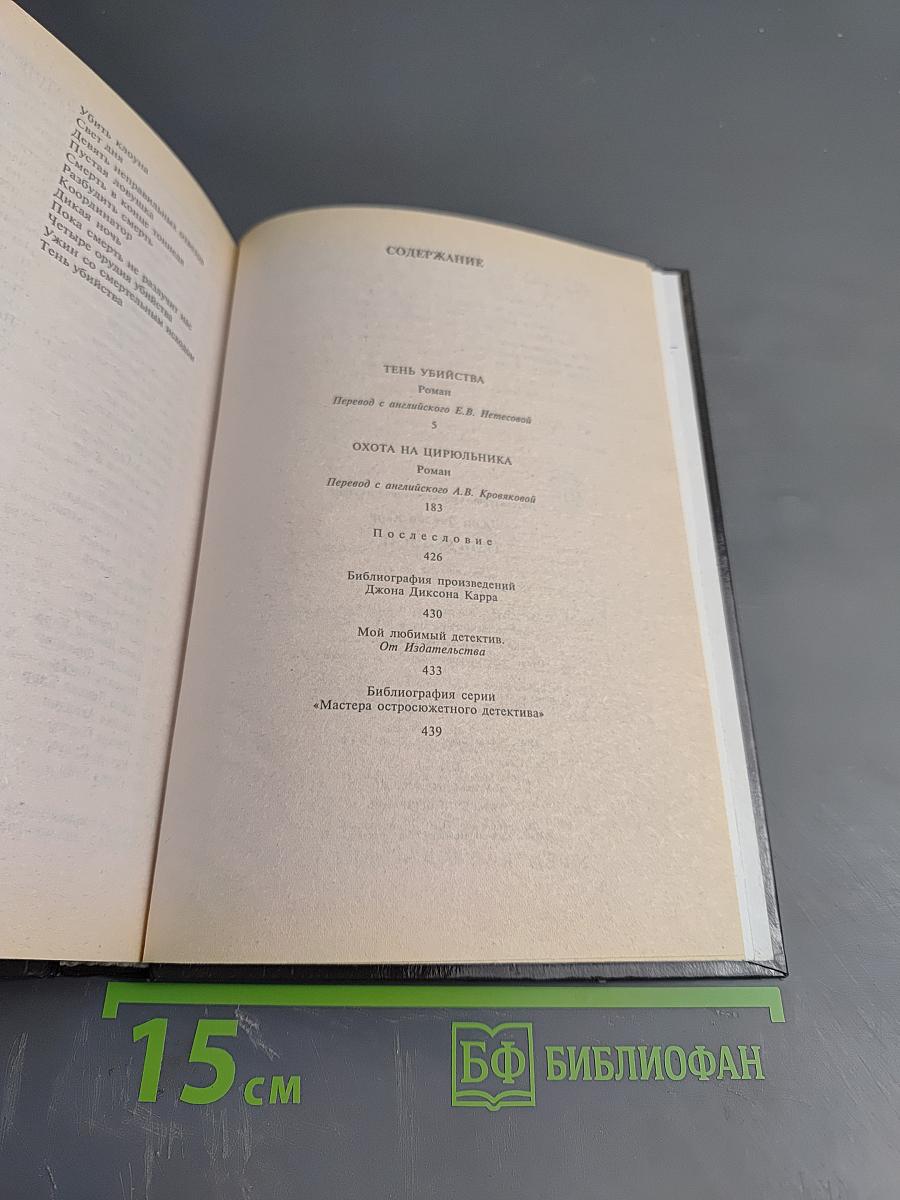 Убить клоуна
Свет дня
Девять неправильных ответов
Пустая ловушка
Смерть в конце тоннеля
Разбудить смерть
Координатор
Дикая ночь
Пока смерть не разлучит нас
Четыре орудия убийства
Ужин со смертельным исходом
Тень убийства
СОДЕРЖАНИЕ
ТЕНЬ УБИЙСТВА
Роман
Перевод с английского Е.В. Нетесовой
5
ОХОТА НА ЦИРЮЛЬНИКА
Роман
Перевод с английского А.В. Кровяковой
183
Послесловие
426
Библиография произведений
Джона Диксона Карра
430
Мой любимый детектив.
От Издательства
433
Библиография серии
«Мастера остросюжетного детектива»
439
15 см
БФ БИБЛИОФАН